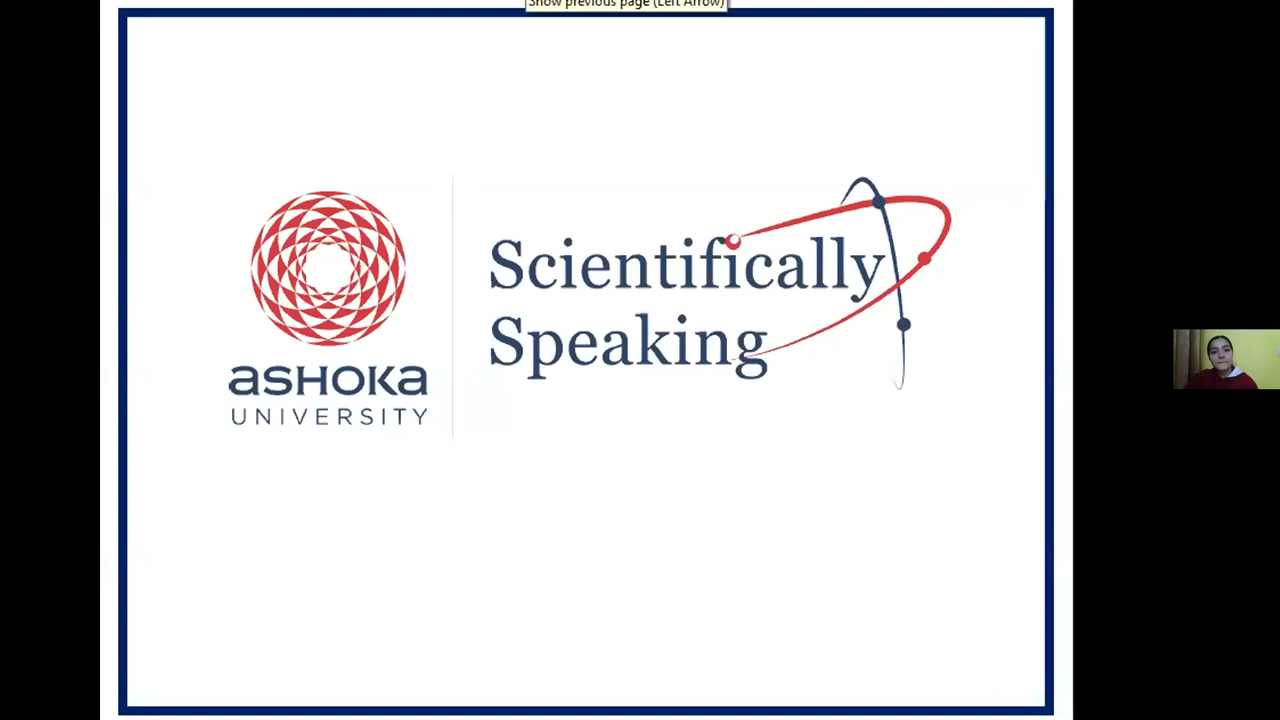 Show previous page (Left Arrow)
Scientifically
Speaking
ASHOKA
UNIVERSITY